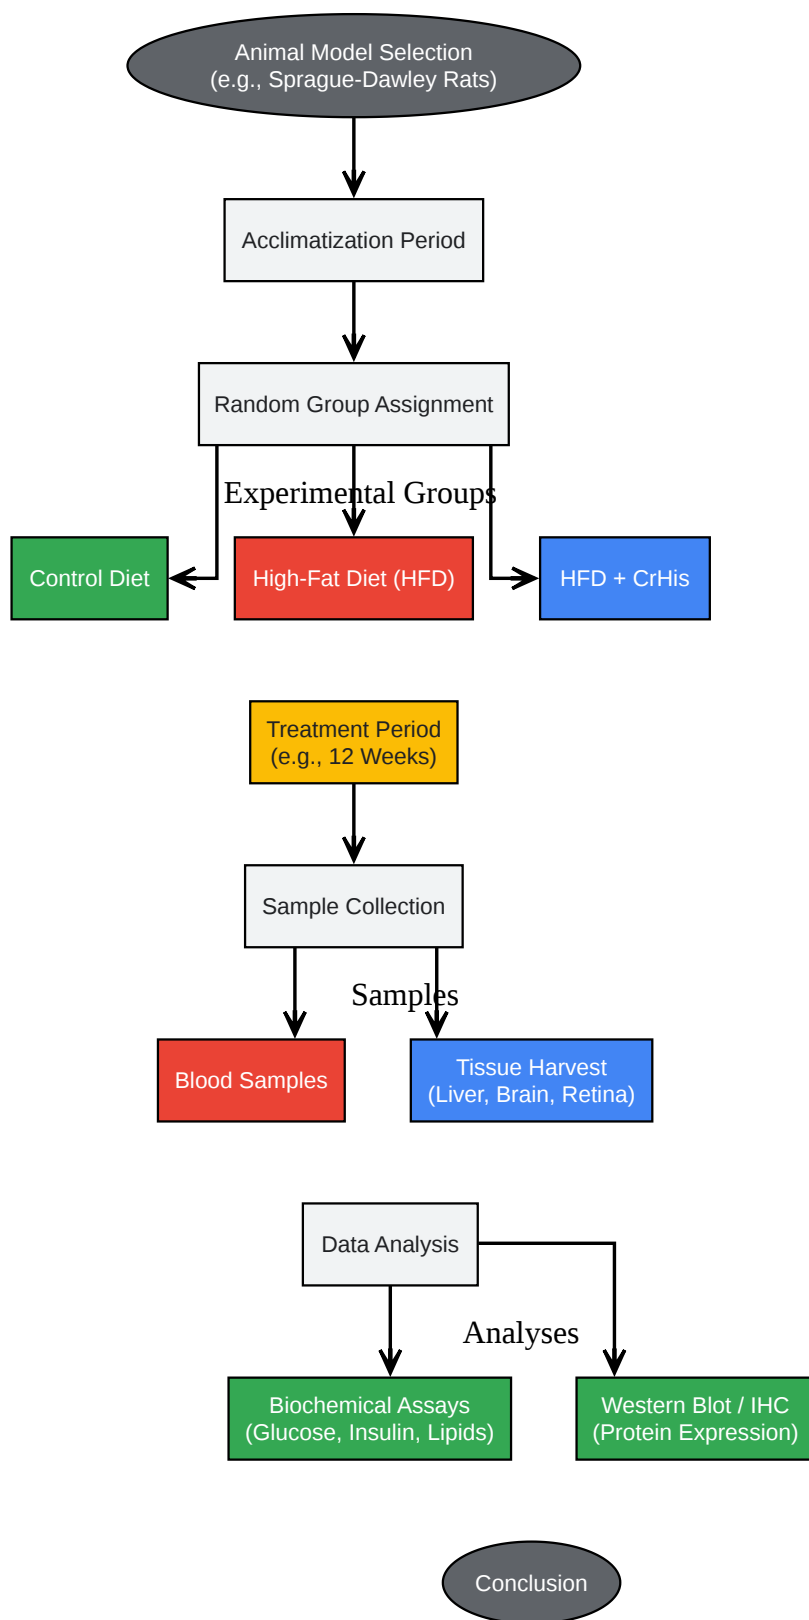 Animal Model Selection
(e.g., Sprague-Dawley Rats)
Acclimatization Period
Random Group Assignment
Experimental Groups
Control Diet
High-Fat Diet (HFD)
HFD + CrHis
Treatment Period
(e.g., 12 Weeks)
Sample Collection
Samples
Blood Samples
Tissue Harvest
(Liver, Brain, Retina)
Data Analysis
Analyses
Biochemical Assays
(Glucose, Insulin, Lipids)
Western Blot / IHC
(Protein Expression)
Conclusion